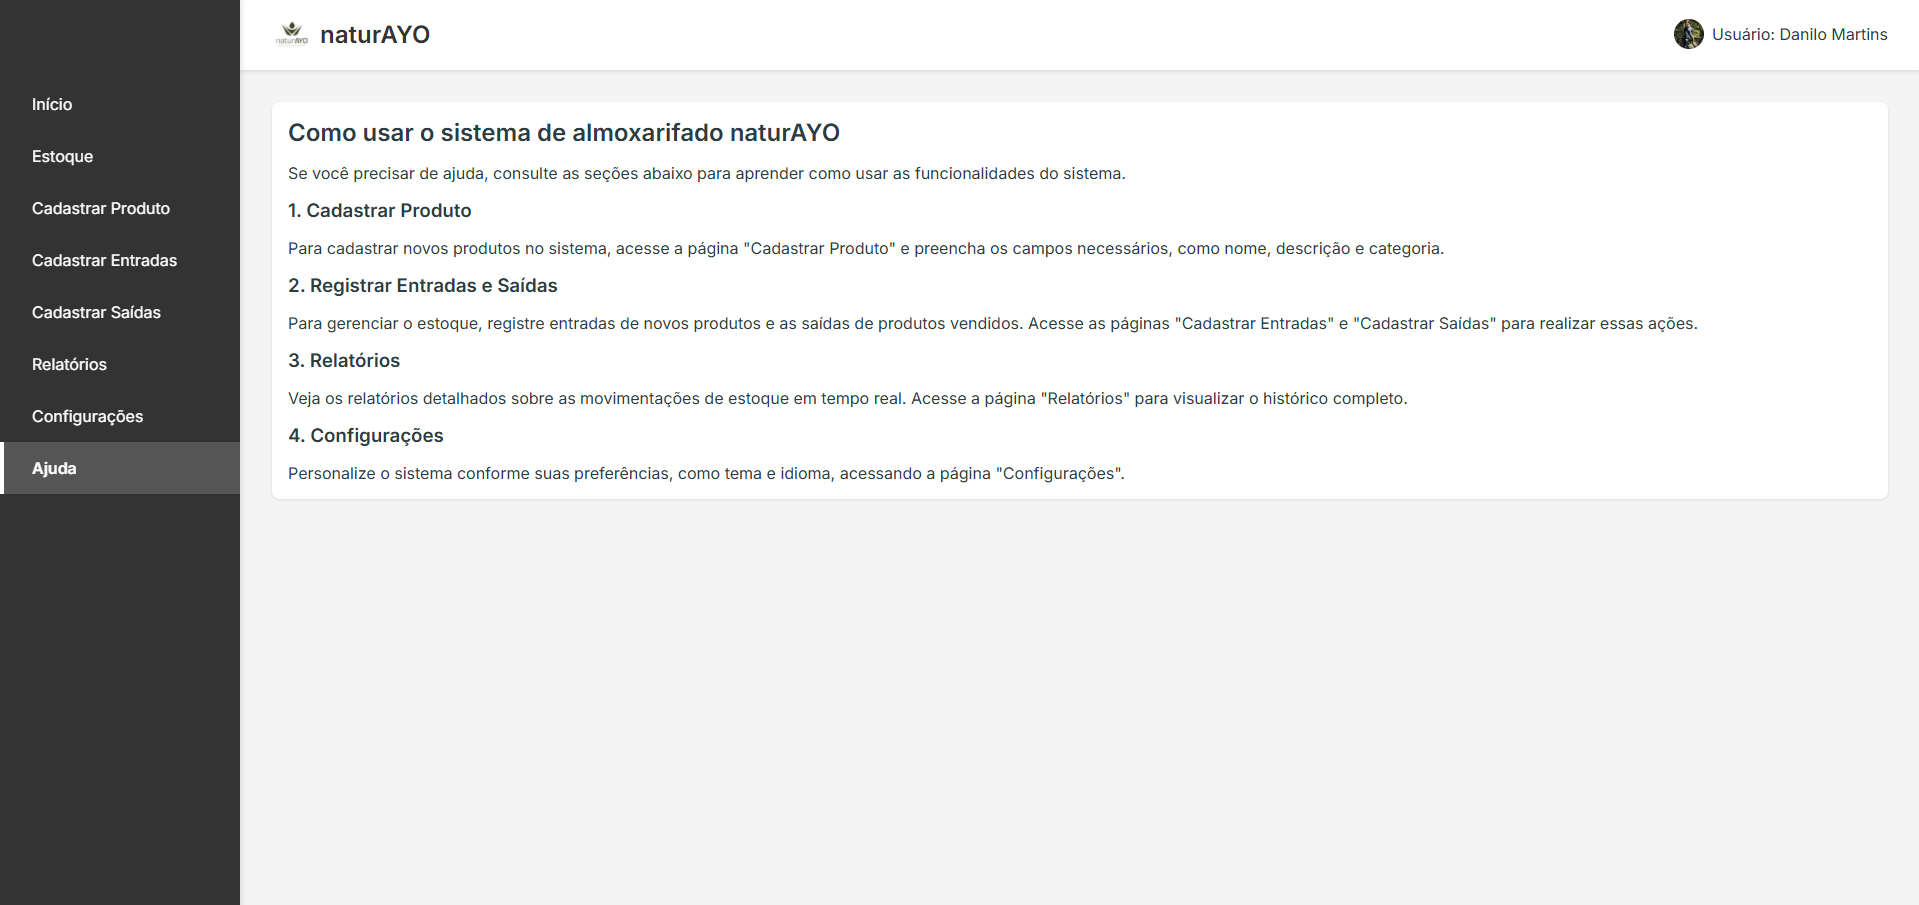 naturAYO
naturAYO
Usuário: Danilo Martins
Início
Estoque
Cadastrar Produto
Cadastrar Entradas
Cadastrar Saídas
Relatórios
Configurações
Ajuda
Como usar o sistema de almoxarifado naturAYO
Se você precisar de ajuda, consulte as seções abaixo para aprender como usar as funcionalidades do sistema.
1. Cadastrar Produto
Para cadastrar novos produtos no sistema, acesse a página "Cadastrar Produto" e preencha os campos necessários, como nome, descrição e categoria.
2. Registrar Entradas e Saídas
Para gerenciar o estoque, registre entradas de novos produtos e as saídas de produtos vendidos. Acesse as páginas "Cadastrar Entradas" e "Cadastrar Saídas" para realizar essas ações.
3. Relatórios
Veja os relatórios detalhados sobre as movimentações de estoque em tempo real. Acesse a página "Relatórios" para visualizar o histórico completo.
4. Configurações
Personalize o sistema conforme suas preferências, como tema e idioma, acessando a página "Configurações".